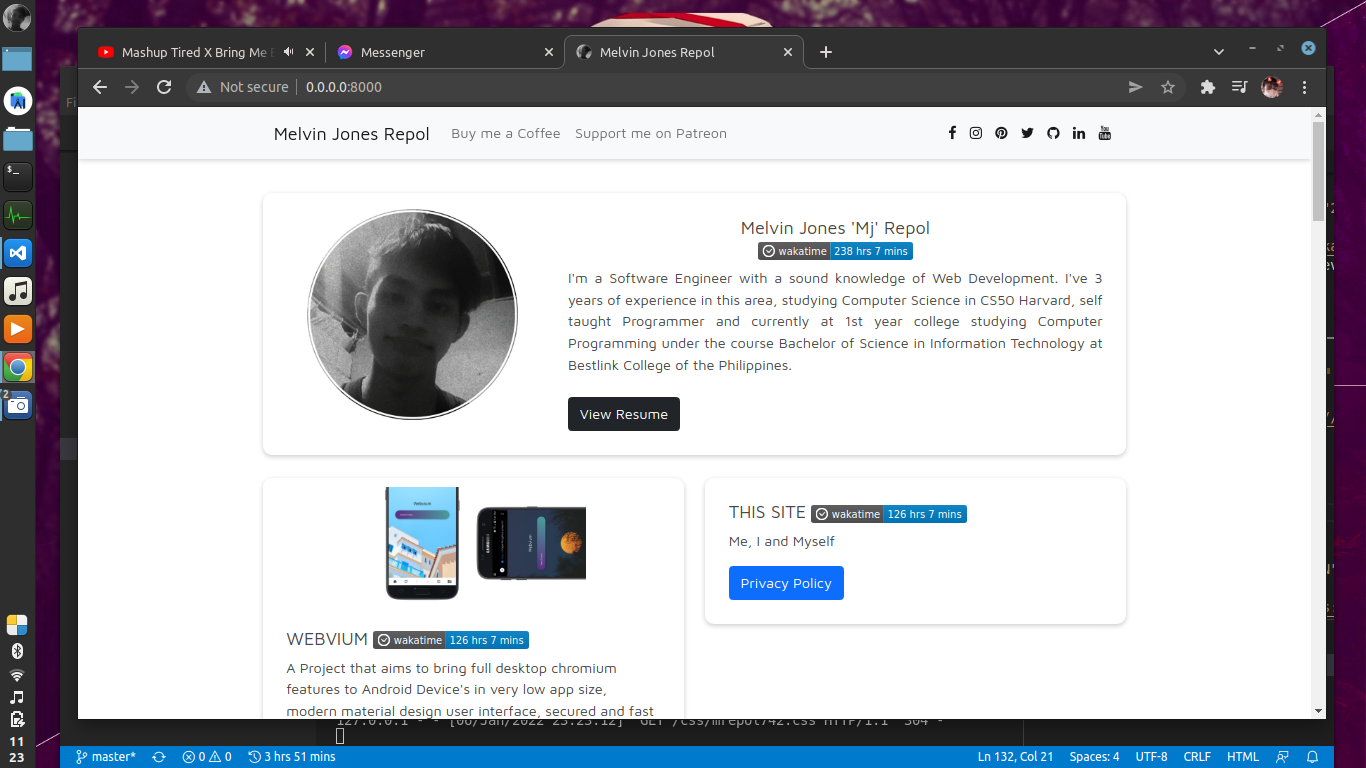 Mashup Tired X Bring Me
Messenger
Melvin Jones Repol
Not secure
0.0.0.0:8000
Fi
Melvin Jones Repol
Buy me a Coffee
Support me on Patreon
Melvin Jones 'Mj' Repol
wakatime 238 hrs 7 mins
I'm a Software Engineer with a sound knowledge of Web Development. I've 3
years of experience in this area, studying Computer Science in CS50 Harvard, self
taught Programmer and currently at 1st year college studying Computer
Programming under the course Bachelor of Science in Information Technology at
Bestlink College of the Philippines.
View Resume
THIS SITE wakatime 126 hrs 7 mins
Me, I and Myself
Privacy Policy
WEBVIUM wakatime 126 hrs 7 mins
A Project that aims to bring full desktop chromium
features to Android Device's in very low app size,
modern material design user interface, secured and fast
127.0.0.1 - - [06/Jan/2022 23:23:12] "GET /css/mrepol742.css HTTP/1.1" 304 -
2
11
23
master*
0
0
3 hrs 51 mins
Ln 132, Col 21
Spaces: 4
UTF-8
CRLF
HTML